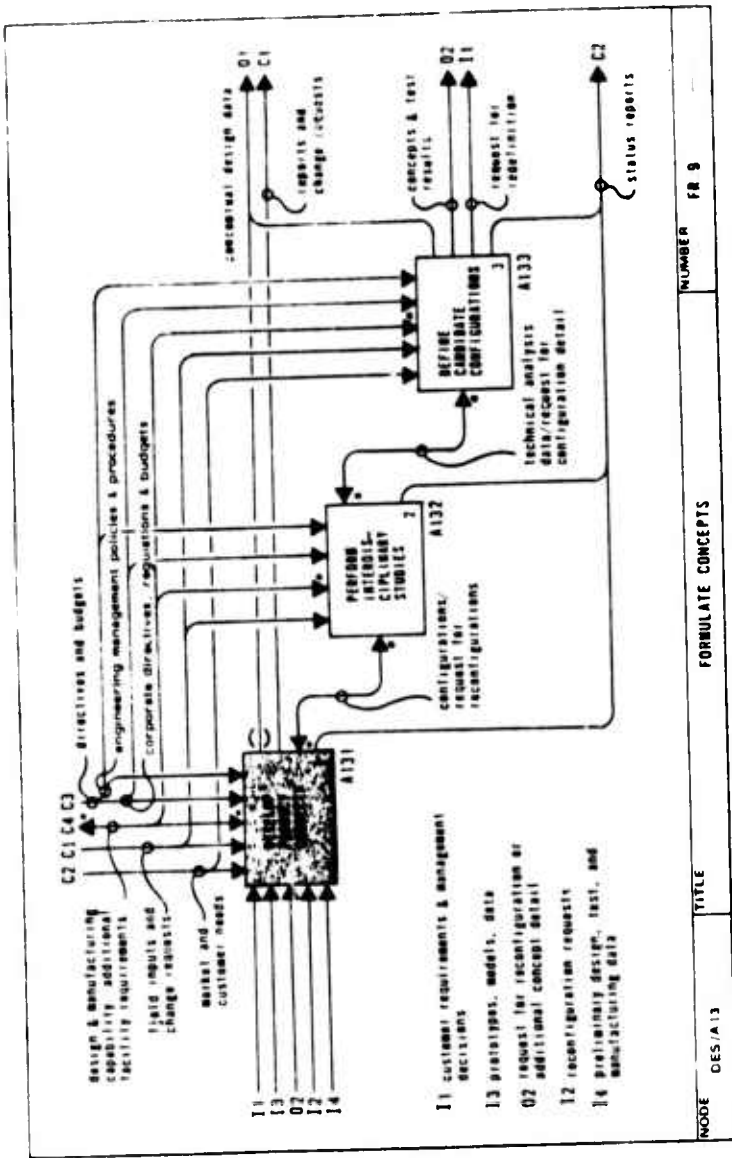 C2 C1 C4 C3
directives and budgets
engineering management policies & procedures
corporate directives, regulations & budgets
design & manufacturing
capability additional
facility requirements
field inputs and
change requests
market and
customer needs
I1
I3
O2
I2
I4
A131
configurations/
request for
reconfigurations
PERFORM
INTERDIS-
CIPLINARY
STUDIES
2
A132
technical analysis
data/request for
configuration detail
DEFINE
CANDIDATE
CONFIGURATIONS
3
A133
conceptual design data
O1
C1
reports and
change requests
concepts & test
results
O2
I1
request for
redefinition
C2
status reports
I1 customer requirements & management
decisions
I3 prototypes, models, data
O2 request for reconfiguration or
additional concept detail
I2 reconfiguration requests
I4 preliminary design, test, and
manufacturing data
NODE DES/A13
TITLE FORMULATE CONCEPTS
NUMBER FR 9